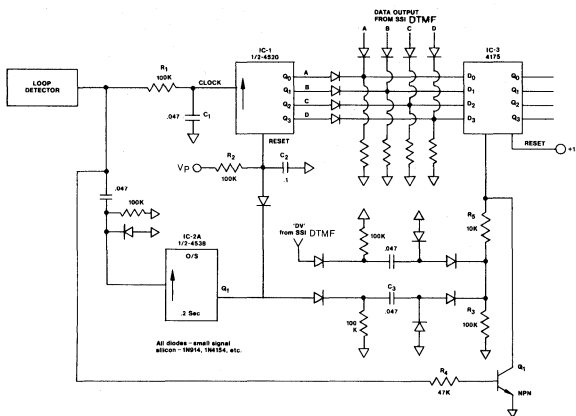 DATA OUTPUT
FROM SSI DTMF
A B C D
IC-1
1/2-4520
IC-3
4175
LOOP
DETECTOR
R1
100K
CLOCK
.047
C1
Q0
Q1
Q2
Q3
A
B
C
D
RESET
D0
D1
D2
D3
Q0
Q1
Q2
Q3
RESET
+1
VP
R2
100K
C2
.1
.047
100K
IC-2A
1/2-4538
O/S
Q1
.2 Sec
"DV"
from SSI DTMF
100K
.047
R5
10K
C3
.047
100
K
R3
100K
All diodes - small signal
silicon - 1N914, 1N4154, etc.
R4
47K
Q1
NPN